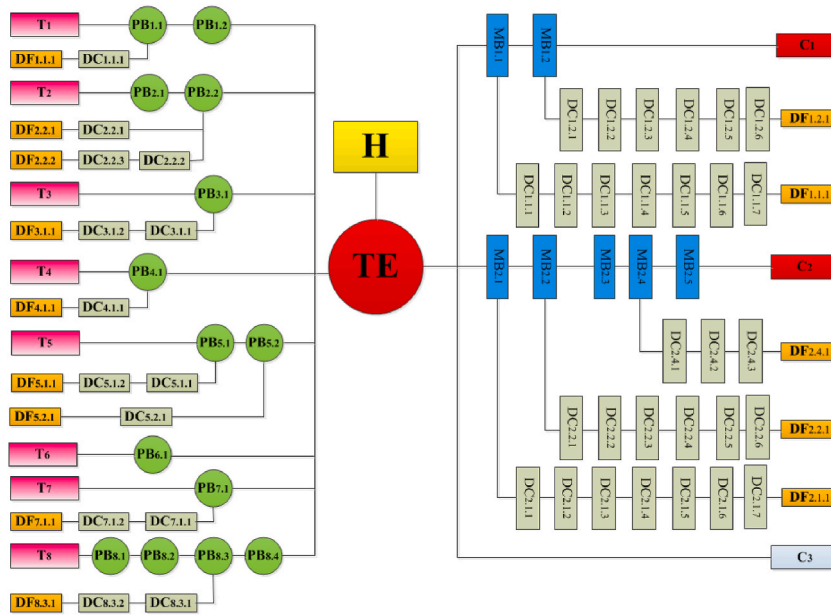 T1 PB1.1 PB1.2
DF1.1.1 DC1.1.1
T2 PB2.1 PB2.2
DF2.2.1 DC2.2.1
DF2.2.2 DC2.2.3 DC2.2.2
T3 PB3.1
DF3.1.1 DC3.1.2 DC3.1.1
T4 PB4.1
DF4.1.1 DC4.1.1
T5 PB5.1 PB5.2
DF5.1.1 DC5.1.2 DC5.1.1
DF5.2.1 DC5.2.1
T6 PB6.1
T7 PB7.1
DF7.1.1 DC7.1.2 DC7.1.1
T8 PB8.1 PB8.2 PB8.3 PB8.4
DF8.3.1 DC8.3.2 DC8.3.1
H
TE
MB1.1 MB1.2 C1
DC1.2.1 DC1.2.2 DC1.2.3 DC1.2.4 DC1.2.5 DC1.2.6 DF1.2.1
DC1.1.1 DC1.1.2 DC1.1.3 DC1.1.4 DC1.1.5 DC1.1.6 DC1.1.7 DF1.1.1
MB2.1 MB2.2 MB2.3 MB2.4 MB2.5 C2
DC2.4.1 DC2.4.2 DC2.4.3 DF2.4.1
DC2.2.1 DC2.2.2 DC2.2.3 DC2.2.4 DC2.2.5 DC2.2.6 DF2.2.1
DC2.1.1 DC2.1.2 DC2.1.3 DC2.1.4 DC2.1.5 DC2.1.6 DC2.1.7 DF2.1.1
C3